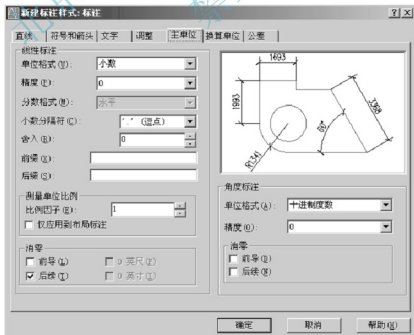 新建标注样式: 标注
直线 符号和箭头 文字 调整 主单位 换算单位 公差
线性标注
单位格式(U): 小数
精度(P): 0
分数格式(M): 水平
小数分隔符(C): "." (逗点)
舍入(R): 0
前缀(X):
后缀(S):
测量单位比例
比例因子(E): 1
仅应用到布局标注
消零
前导(L) 0 英尺(F)
后续(T) 0 英寸(I)
1693
1993
3368
60°
R1341
角度标注
单位格式(A): 十进制度数
精度(O): 0
消零
前导(D)
后续(N)
确定 取消 帮助(H)